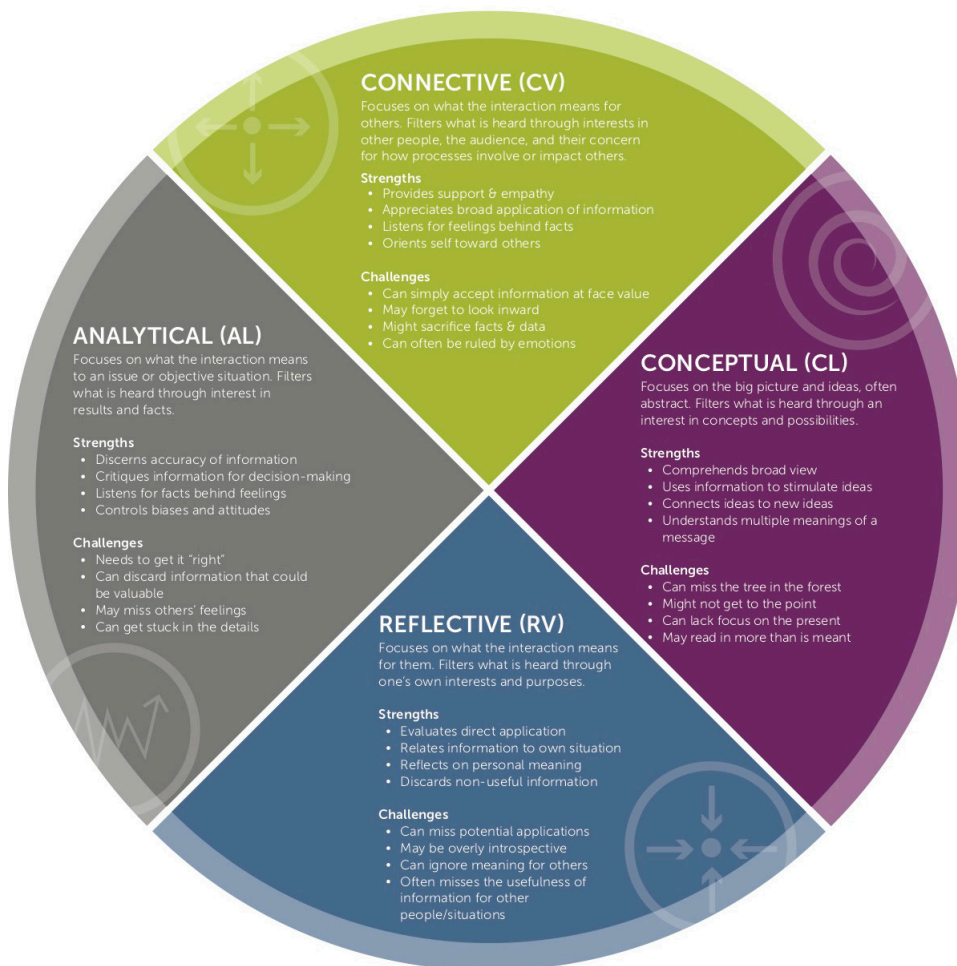 CONNECTIVE (CV)
Focuses on what the interaction means for
others. Filters what is heard through interests in
other people, the audience, and their concern
for how processes involve or impact others.
Strengths
• Provides support & empathy
• Appreciates broad application of information
• Listens for feelings behind facts
• Orients self toward others
Challenges
• Can simply accept information at face value
• May forget to look inward
• Might sacrifice facts & data
• Can often be ruled by emotions
ANALYTICAL (AL)
Focuses on what the interaction means
to an issue or objective situation. Filters
what is heard through interest in
results and facts.
Strengths
• Discerns accuracy of information
• Critiques information for decision-making
• Listens for facts behind feelings
• Controls biases and attitudes
Challenges
• Needs to get it “right”
• Can discard information that could
be valuable
• May miss others’ feelings
• Can get stuck in the details
CONCEPTUAL (CL)
Focuses on the big picture and ideas, often
abstract. Filters what is heard through an
interest in concepts and possibilities.
Strengths
• Comprehends broad view
• Uses information to stimulate ideas
• Connects ideas to new ideas
• Understands multiple meanings of a
message
Challenges
• Can miss the tree in the forest
• Might not get to the point
• Can lack focus on the present
• May read in more than is meant
REFLECTIVE (RV)
Focuses on what the interaction means
for them. Filters what is heard through
one’s own interests and purposes.
Strengths
• Evaluates direct application
• Relates information to own situation
• Reflects on personal meaning
• Discards non-useful information
Challenges
• Can miss potential applications
• May be overly introspective
• Can ignore meaning for others
• Often misses the usefulness of
information for other
people/situations